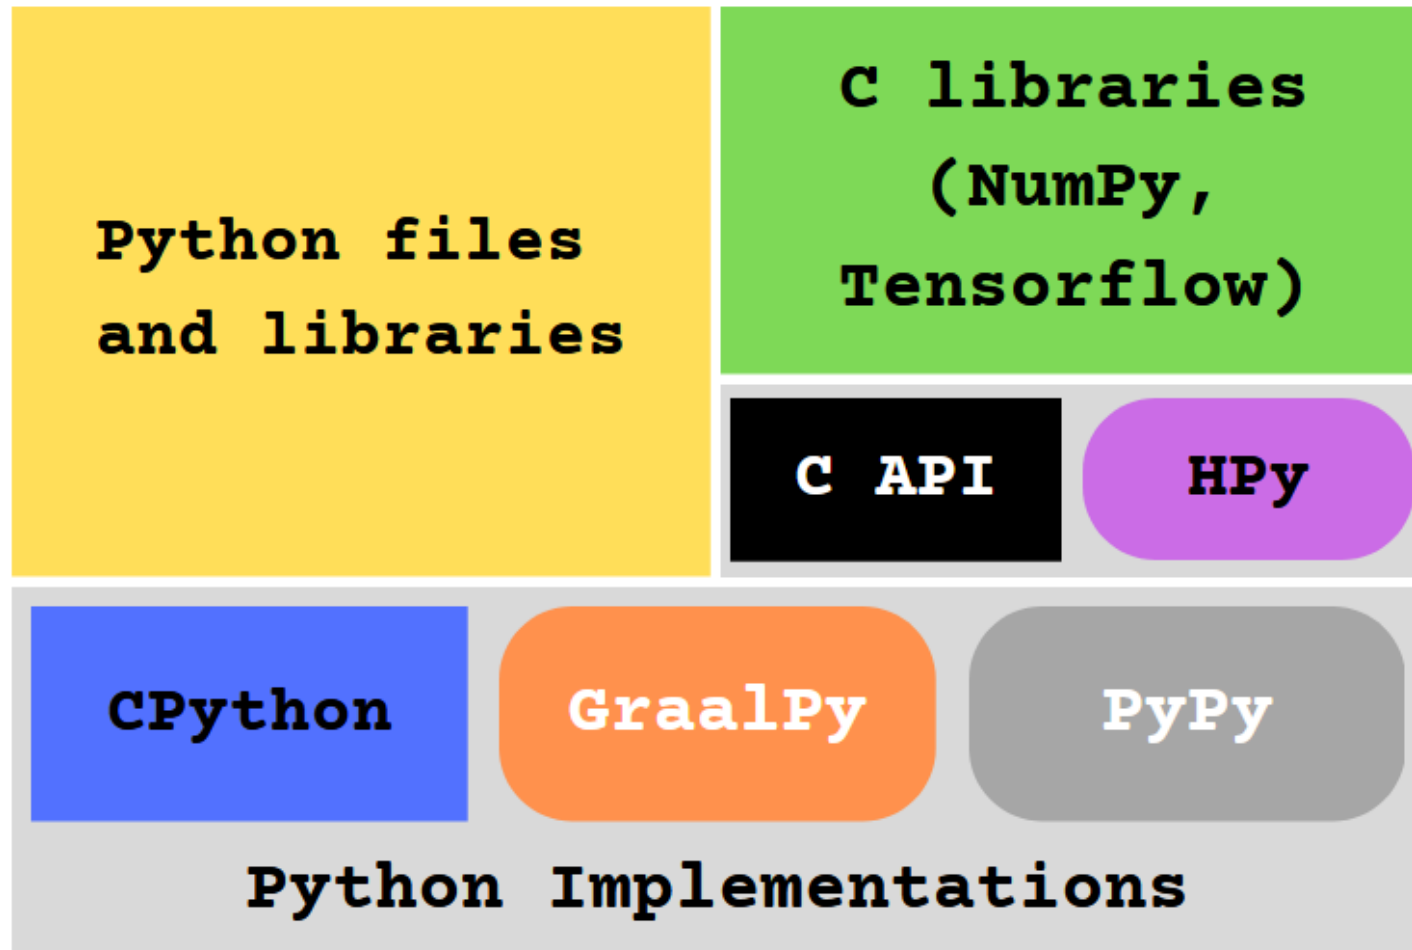 Python files
and libraries
C libraries
(NumPy,
Tensorflow)
C API
HPy
CPython
GraalPy
PyPy
Python Implementations